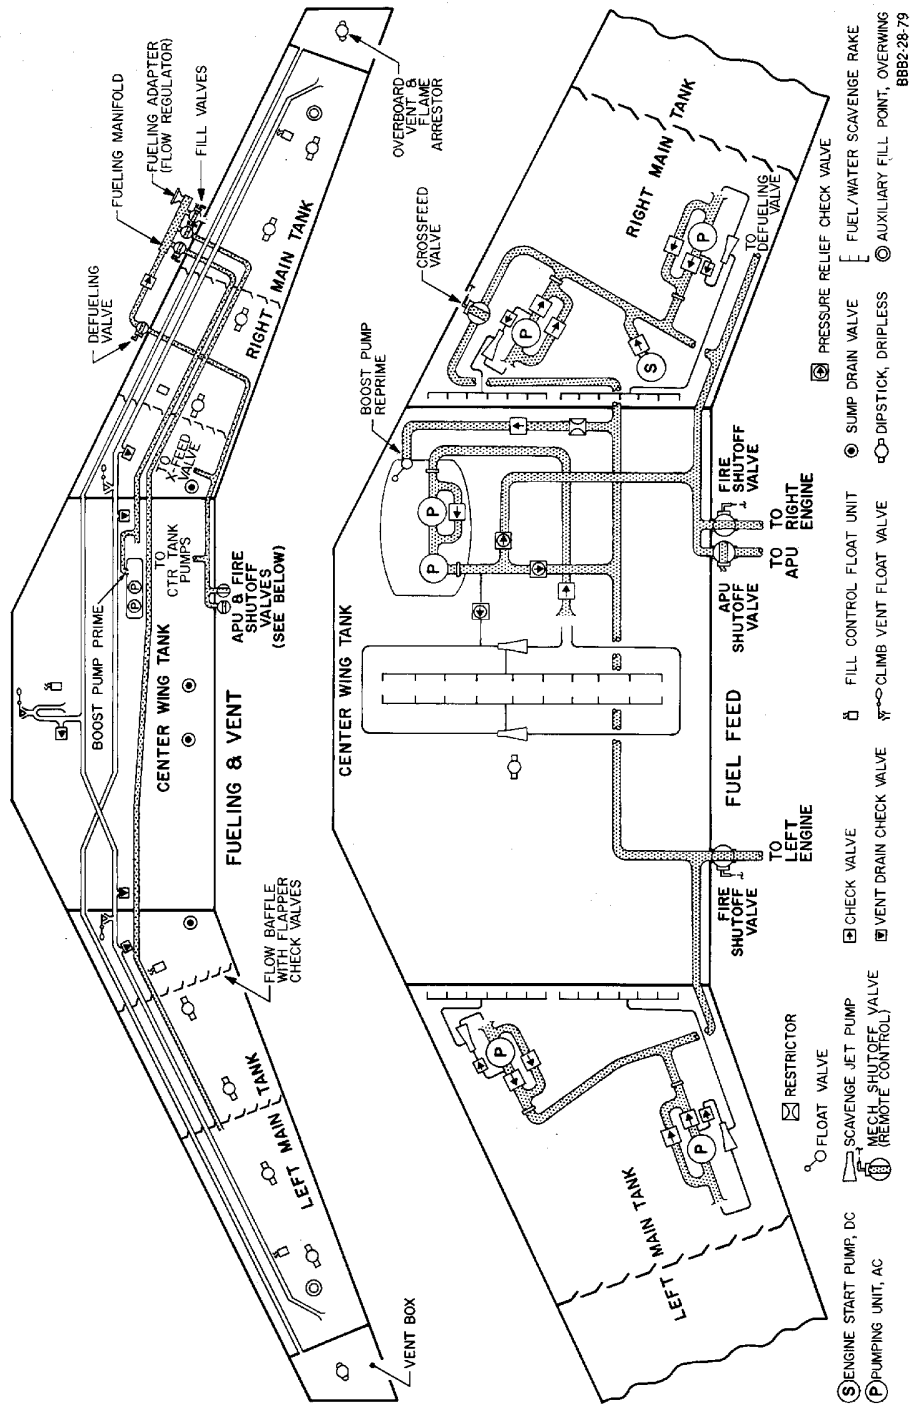 FUELING MANIFOLD
FUELING ADAPTER
(FLOW REGULATOR)
FILL VALVES
DEFUELING
VALVE
OVERBOARD
VENT &
FLAME
ARRESTOR
RIGHT MAIN TANK
TO
X-FEED
VALVE
TO
CTR TANK
PUMPS
APU & FIRE
SHUTOFF
VALVES
(SEE BELOW)
BOOST PUMP PRIME
P P
CENTER WING TANK
FUELING & VENT
FLOW BAFFLE
WITH FLAPPER
CHECK VALVES
LEFT MAIN TANK
VENT BOX
CROSSFEED
VALVE
BOOST PUMP
REPRIME
RIGHT MAIN TANK
TO
DEFUELING
VALVE
P
P
S
P
P
CENTER WING TANK
FIRE
SHUTOFF
VALVE
TO
RIGHT
ENGINE
TO
APU
APU
SHUTOFF
VALVE
FUEL FEED
TO
LEFT
ENGINE
FIRE
SHUTOFF
VALVE
P
P
LEFT MAIN TANK
S ENGINE START PUMP, DC
P PUMPING UNIT, AC
RESTRICTOR
FLOAT VALVE
SCAVENGE JET PUMP
MECH SHUTOFF VALVE
(REMOTE CONTROL)
CHECK VALVE
VENT DRAIN CHECK VALVE
FILL CONTROL FLOAT UNIT
CLIMB VENT FLOAT VALVE
PRESSURE RELIEF CHECK VALVE
SUMP DRAIN VALVE
DIPSTICK, DRIPLESS
FUEL/WATER SCAVENGE RAKE
AUXILIARY FILL POINT, OVERWING
BBB2-28-79